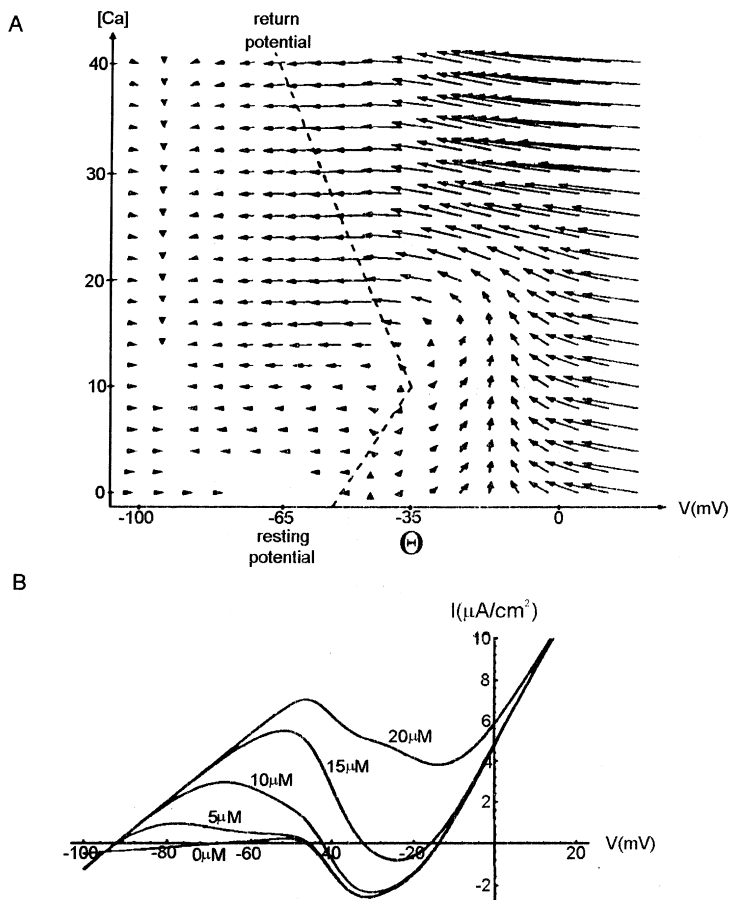 A
[Ca]
return
potential
40
30
20
10
0
-100
-65
-35
0
V(mV)
resting
potential
Θ
B
I(μA/cm²)
10
8
6
4
2
-2
20μM
15μM
10μM
5μM
0μM
-100
-80
-60
-40
-20
20
V(mV)